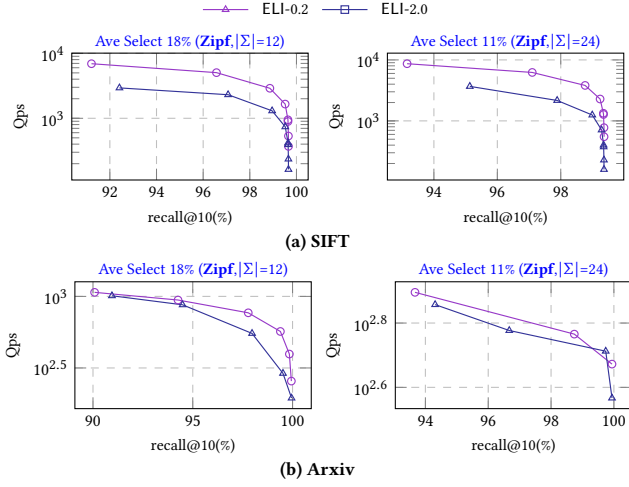 ELI-0.2 ELI-2.0
Ave Select 18% (Zipf,|Σ|=12)
Qps
10^4
10^3
92 94 96 98 100
recall@10(%)
Ave Select 11% (Zipf,|Σ|=24)
Qps
10^4
10^3
94 96 98
recall@10(%)
(a) SIFT
Ave Select 18% (Zipf,|Σ|=12)
Qps
10^3
10^2.5
90 95 100
recall@10(%)
Ave Select 11% (Zipf,|Σ|=24)
Qps
10^2.8
10^2.6
94 96 98 100
recall@10(%)
(b) Arxiv